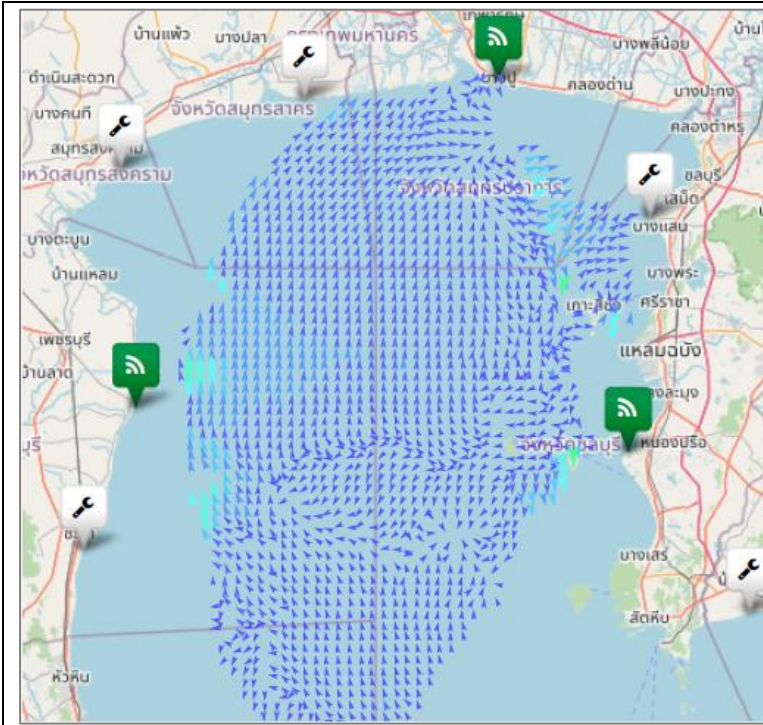 บ้านแพ้ว
บางปลา
กรุงเทพมหานคร
บางพลีน้อย
ดำเนินสะดวก
จังหวัดสมุทรสาคร
บางปู
คลองด่าน
บางปะกง
บางคนที
คลองตำหรุ
จังหวัดสมุทรสงคราม
จังหวัดสมุทรปราการ
ชลบุรี
เสม็ด
บางตะบูน
บางแสน
บ้านแหลม
บางพระ
เกาะสีชัง
ศรีราชา
เพชรบุรี
แหลมฉบัง
บ้านลาด
บางละมุง
จังหวัดชลบุรี
หนองปรือ
บางเสร่
สัตหีบ
หัวหิน